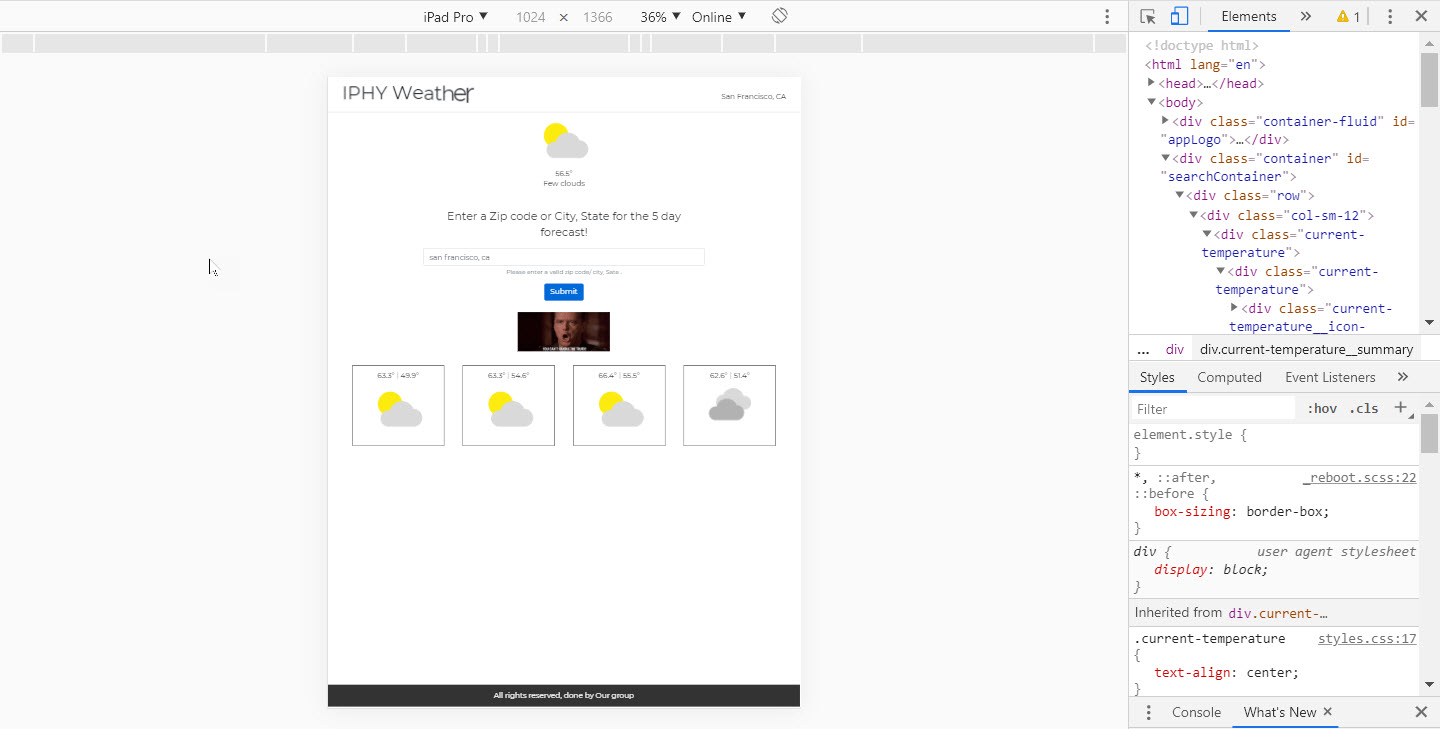 iPad Pro ▼ 1024 × 1366 36% ▼ Online ▼
IPHY Weather
San Francisco, CA
56.5°
Few clouds
Enter a Zip code or City, State for the 5 day
forecast!
san francisco, ca
Please enter a valid zip code/ city, Sate .
Submit
63.3° | 49.9°
63.3° | 54.6°
66.4° | 55.5°
62.6° | 51.4°
All rights reserved, done by Our group
Elements » 1
<!doctype html>
<html lang="en">
<head>…</head>
<body>
<div class="container-fluid" id=
"appLogo">…</div>
<div class="container" id=
"searchContainer">
<div class="row">
<div class="col-sm-12">
<div class="current-
temperature">
<div class="current-
temperature">
<div class="current-
temperature__icon-
... div div.current-temperature__summary
Styles Computed Event Listeners »
Filter :hov .cls +
element.style {
}
*, ::after, _reboot.scss:22
::before {
box-sizing: border-box;
}
div { user agent stylesheet
display: block;
}
Inherited from div.current-…
.current-temperature styles.css:17
{
text-align: center;
}
Console What's New ×